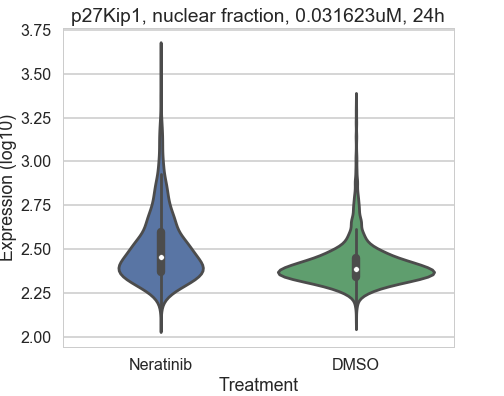 p27Kip1, nuclear fraction, 0.031623uM, 24h
Expression (log10)
3.75
3.50
3.25
3.00
2.75
2.50
2.25
2.00
Neratinib DMSO
Treatment